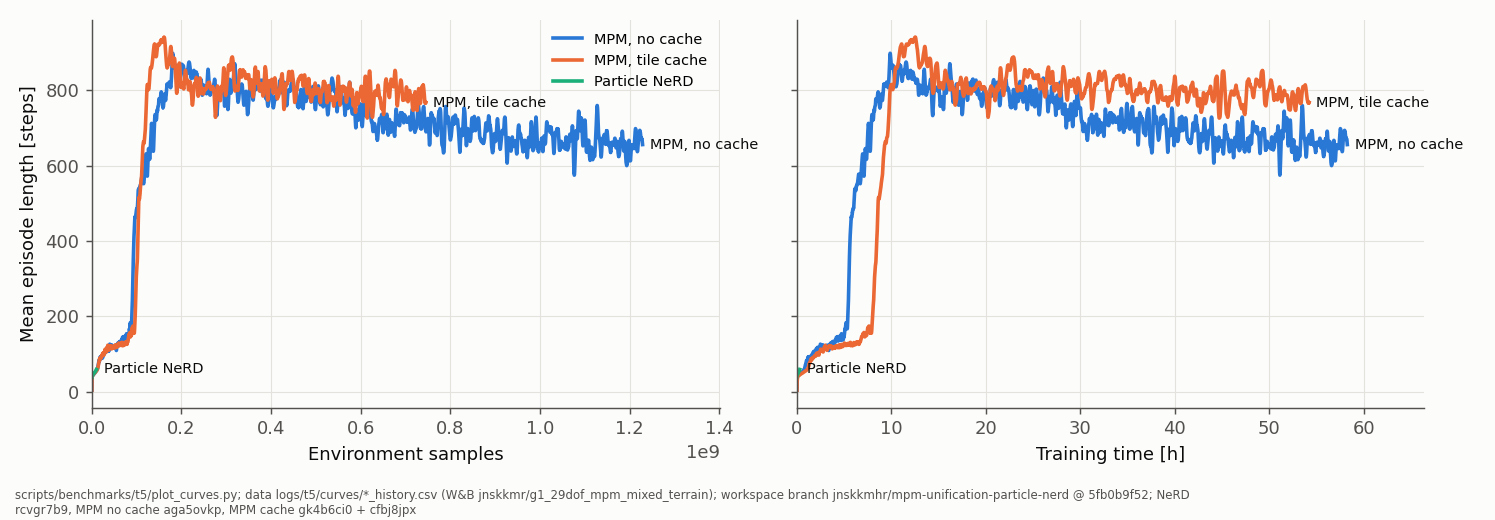 MPM, no cache
MPM, tile cache
Particle NeRD
Mean episode length [steps]
800
600
400
200
0
MPM, tile cache
MPM, no cache
Particle NeRD
0.0 0.2 0.4 0.6 0.8 1.0 1.2 1.4
1e9
Environment samples
MPM, tile cache
MPM, no cache
Particle NeRD
0 10 20 30 40 50 60
Training time [h]
scripts/benchmarks/t5/plot_curves.py; data logs/t5/curves/*_history.csv (W&B jnskkmr/g1_29dof_mpm_mixed_terrain); workspace branch jnskkmhr/mpm-unification-particle-nerd @ 5fb0b9f52; NeRD
rcvgr7b9, MPM no cache aga5ovkp, MPM cache gk4b6ci0 + cfbj8jpx